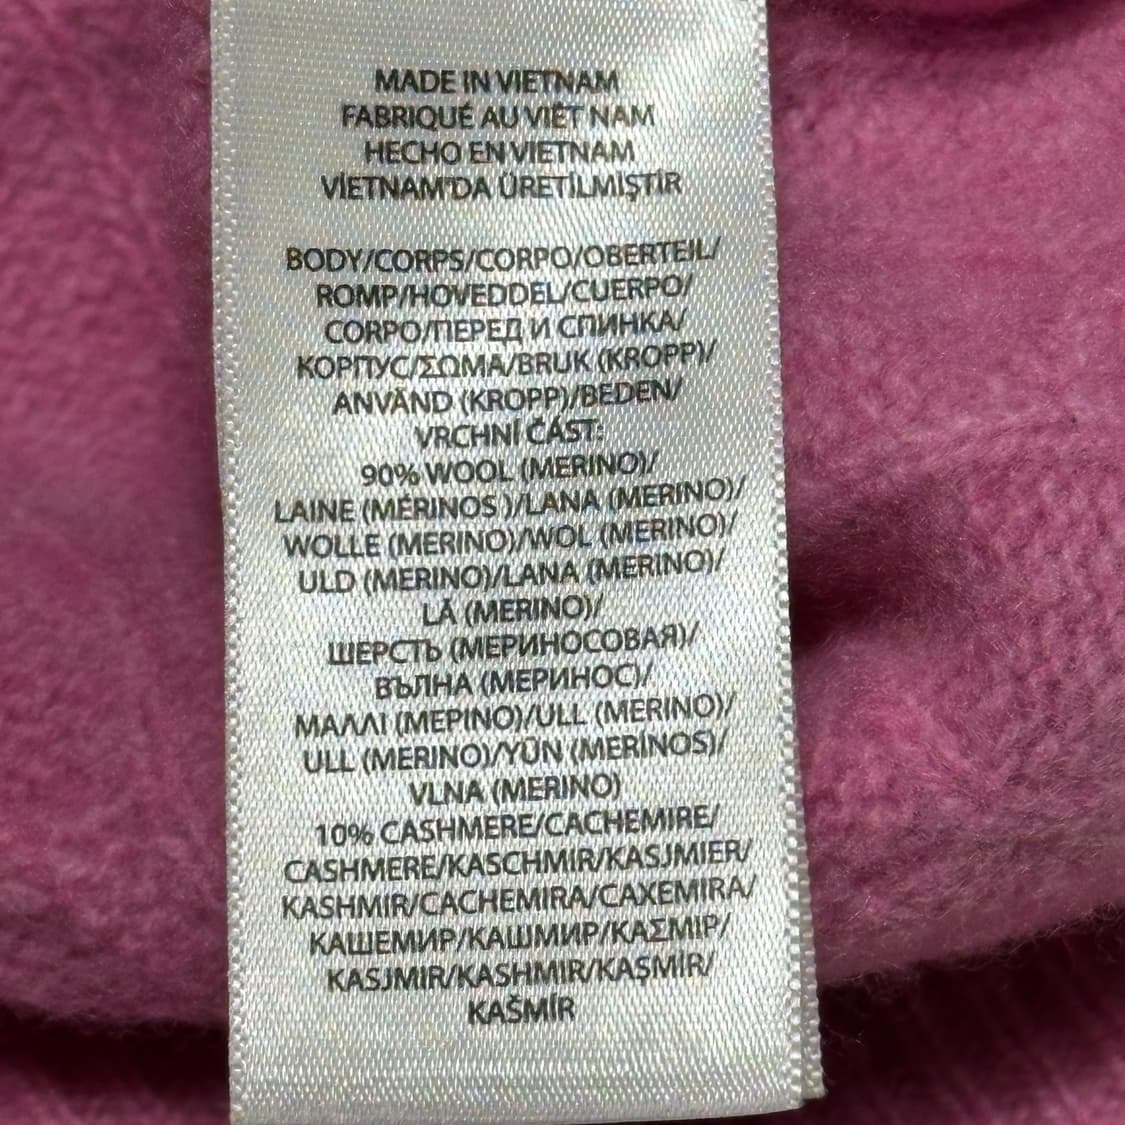 MADE IN VIETNAM
FABRIQUÉ AU VIÊT NAM
HECHO EN VIETNAM
VİETNAM'DA ÜRETİLMİŞTİR
BODY/CORPS/CORPO/OBERTEIL/
ROMP/HOVEDDEL/CUERPO/
CORPO/ПЕРЕД И СПИНКА/
КОРПУС/ΣΩΜΑ/BRUK (KROPP)/
ANVÄND (KROPP)/BEDEN/
VRCHNÍ ČÁST:
90% WOOL (MERINO)/
LAINE (MÉRINOS )/LANA (MERINO)/
WOLLE (MERINO)/WOL (MERINO)/
ULD (MERINO)/LANA (MERINO)/
LÃ (MERINO)/
ШЕРСТЬ (МЕРИНОСОВАЯ)/
ВЪЛНА (МЕРИНОС)/
ΜΑΛΛΙ (ΜΕΡΙΝΟ)/ULL (MERINO)/
ULL (MERINO)/YÜN (MERİNOS)/
VLNA (MERINO)
10% CASHMERE/CACHEMIRE/
CASHMERE/KASCHMIR/KASJMIER/
KASHMIR/CACHEMIRA/CAXEMIRA/
КАШЕМИР/КАШМИР/ΚΑΣΜΙΡ/
KASJMIR/KASHMIR/KAŞMİR/
KAŠMÍR